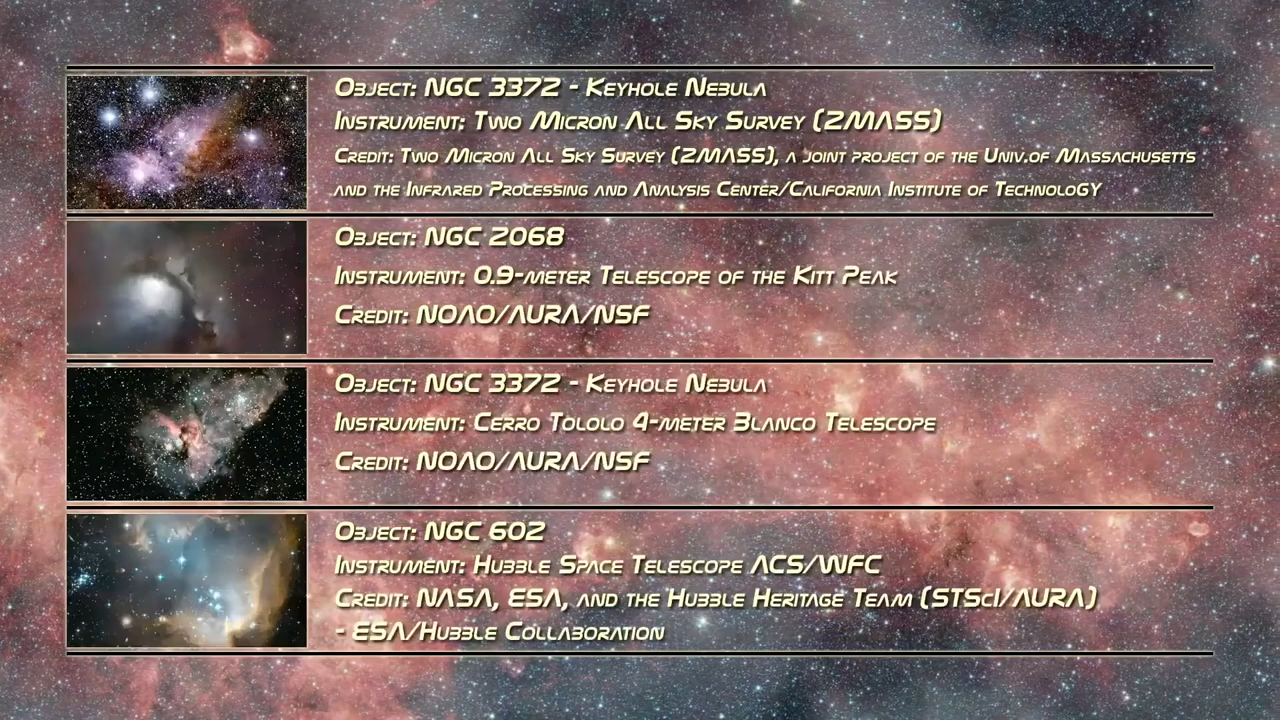 Object: NGC 3372 - Keyhole Nebula
Instrument: Two Micron All Sky Survey (2MASS)
Credit: Two Micron All Sky Survey (2MASS), a joint project of the Univ.of Massachusetts
and the Infrared Processing and Analysis Center/California Institute of TechnoloGy
Object: NGC 2068
Instrument: 0.9-meter Telescope of the Kitt Peak
Credit: NOAO/AURA/NSF
Object: NGC 3372 - Keyhole Nebula
Instrument: Cerro Tololo 4-meter Blanco Telescope
Credit: NOAO/AURA/NSF
Object: NGC 602
Instrument: Hubble Space Telescope ACS/WFC
Credit: NASA, ESA, and the Hubble Heritage Team (STScI/AURA)
- ESA/Hubble Collaboration